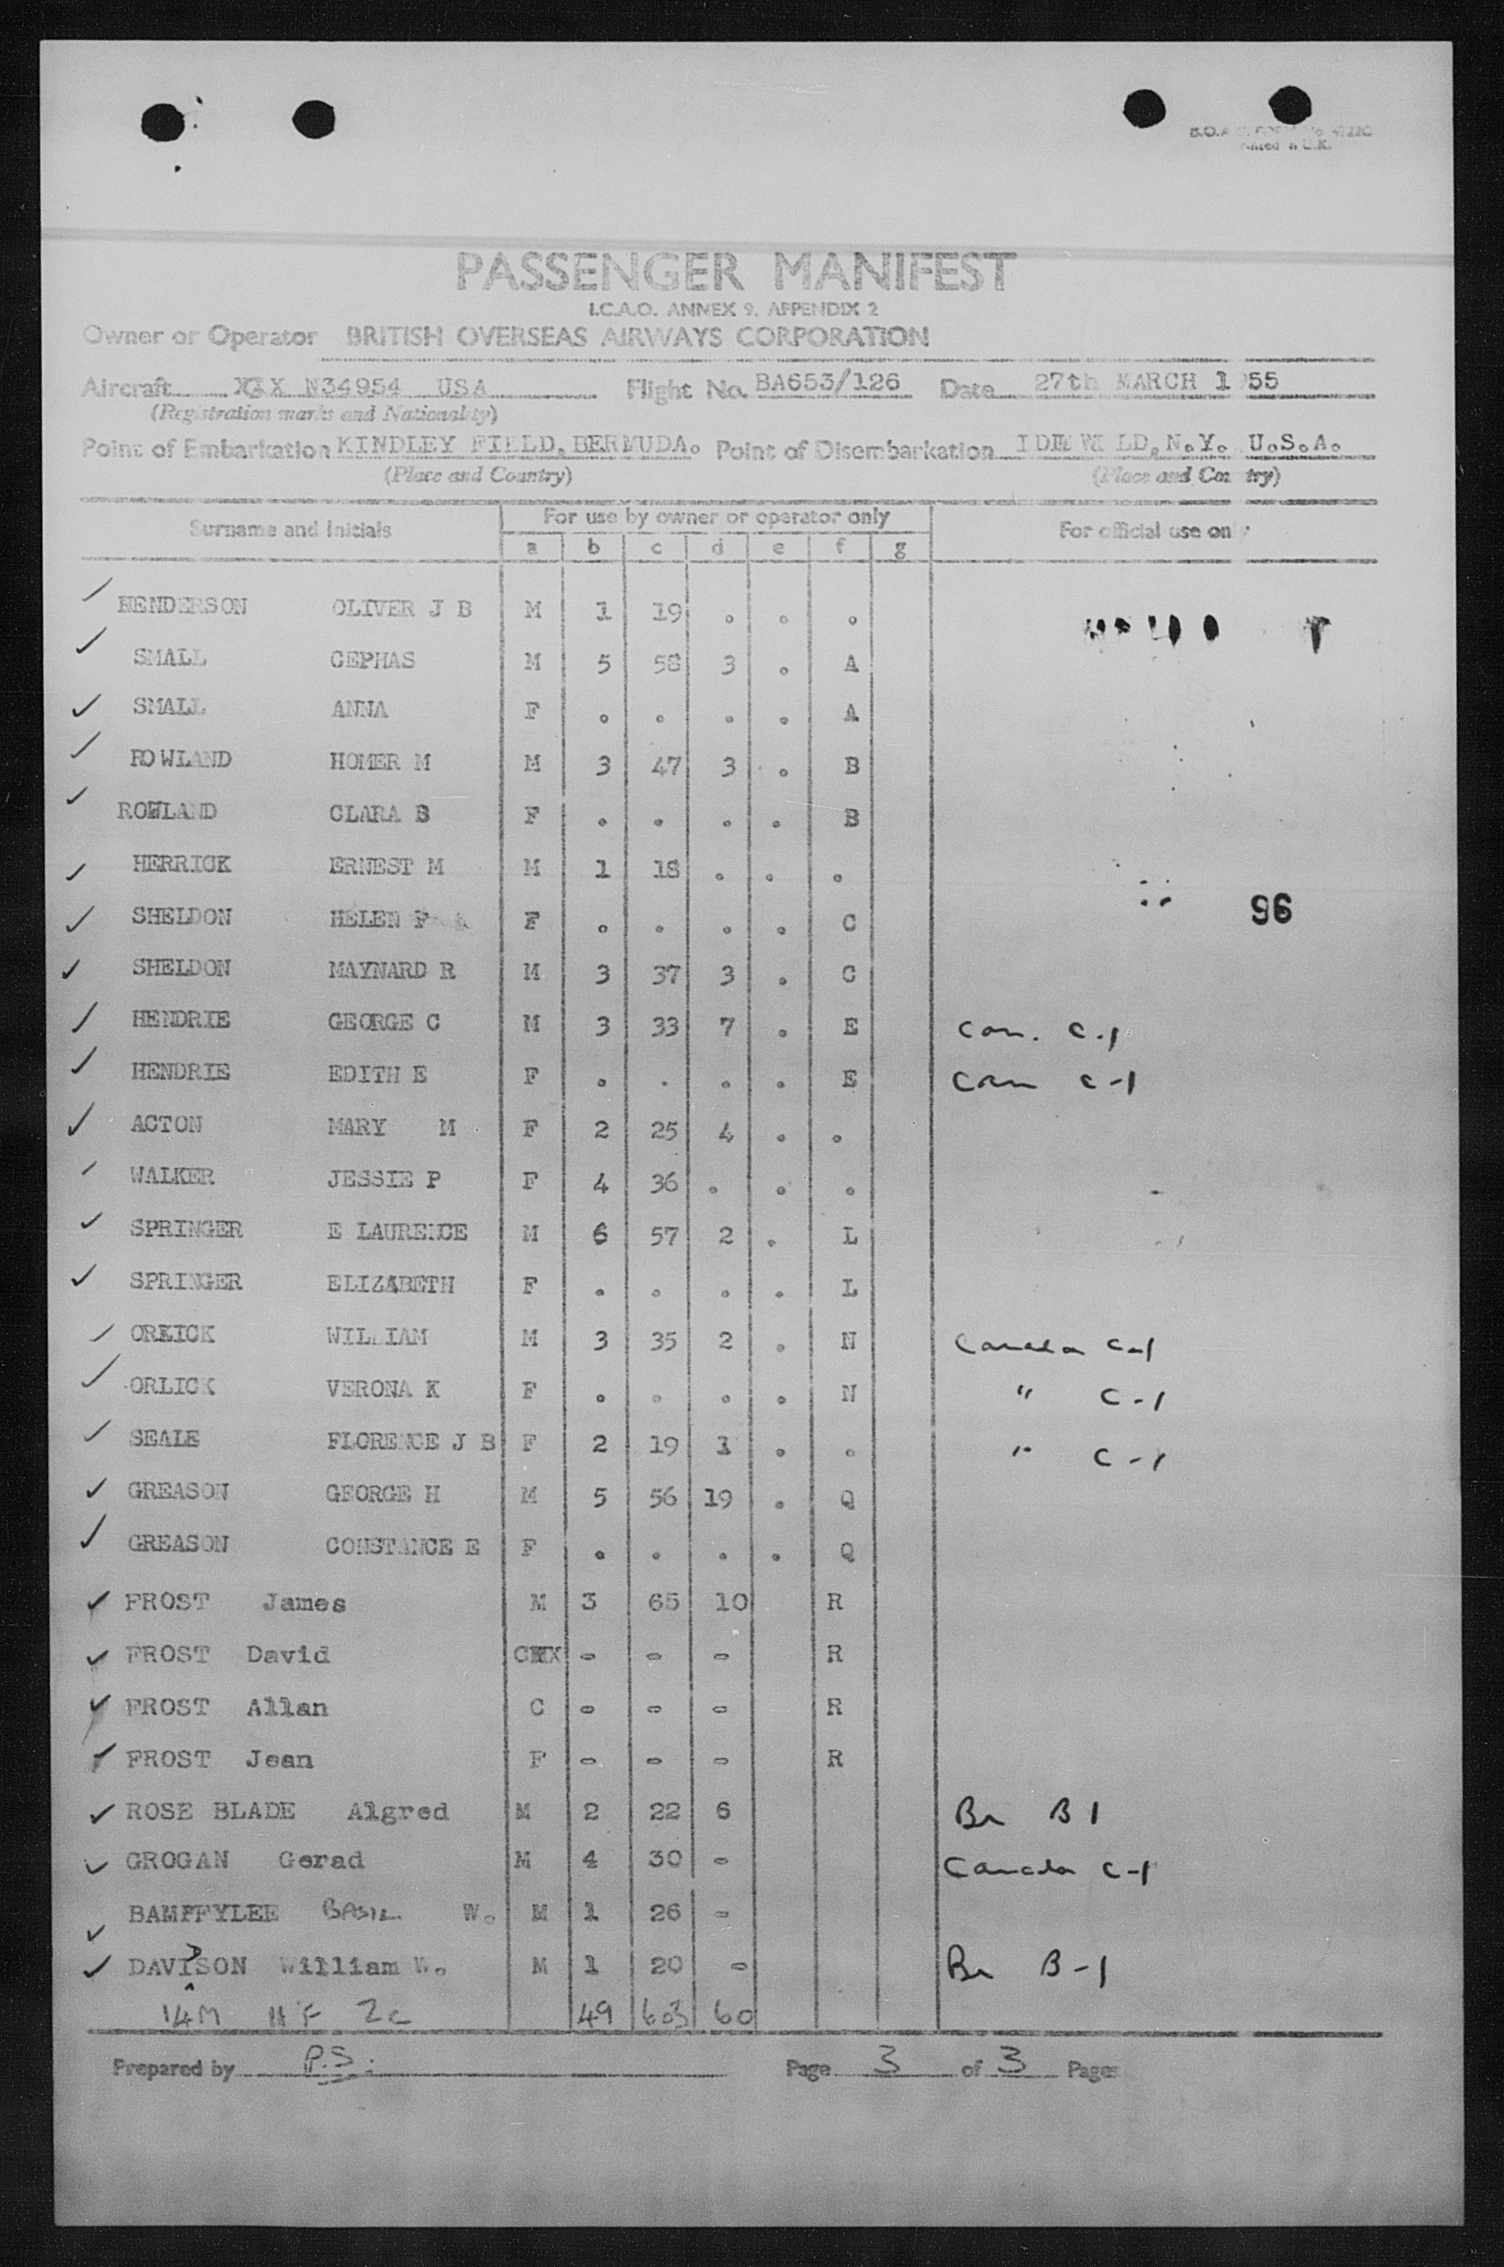 PASSENGER MANIFEST
I.C.A.O. ANNEX 9. APPENDIX 2
Owner or Operator BRITISH OVERSEAS AIRWAYS CORPORATION
Aircraft N34954 USA Flight No. BA653/126 Date 27th MARCH 1955
(Registration marks and Nationality)
Point of Embarkation KINDLEY FIELD, BERMUDA. Point of Disembarkation IDLEWILD, N.Y. U.S.A.
(Place and Country) (Place and Country)
Surname and Initials For use by owner or operator only For official use only
a b c d e f g
HENDERSON OLIVER J B M 1 19 . . .
SMALL CEPHAS M 5 58 3 . A
SMALL ANNA F . . . . A
ROWLAND HOMER M M 3 47 3 . B
ROWLAND CLARA B F . . . . B
HERRICK ERNEST M M 1 18 . . .
SHELDON HELEN F F . . . . C
96
SHELDON MAYNARD R M 3 37 3 . C
HENDRIE GEORGE C M 3 33 7 . E Can. C-1
HENDRIE EDITH E F . . . . E Can C-1
ACTON MARY M F 2 25 4 . .
WALKER JESSIE P F 4 36 . . .
SPRINGER E LAURENCE M 6 57 2 . L
SPRINGER ELIZABETH F . . . . L
ORLICK WILLIAM M 3 35 2 . N Canada C-1
ORLICK VERONA K F . . . . N " C-1
SEALE FLORENCE J B F 2 19 1 . . " C-1
GREASON GEORGE H M 5 56 19 . Q
GREASON CONSTANCE E F . . . . Q
FROST James M 3 65 10 R
FROST David C - - - R
FROST Allan C - - - R
FROST Jean F - - - R
ROSE BLADE Algred M 2 22 6 Br B1
GROGAN Gerad M 4 30 - Canada C-1
BAMPFYLEE BASIL W. M 1 26 -
DAVISON William W. M 1 20 - Br B-1
14M 11F 2C 49 603 60
Prepared by P.S. Page 3 of 3 Pages